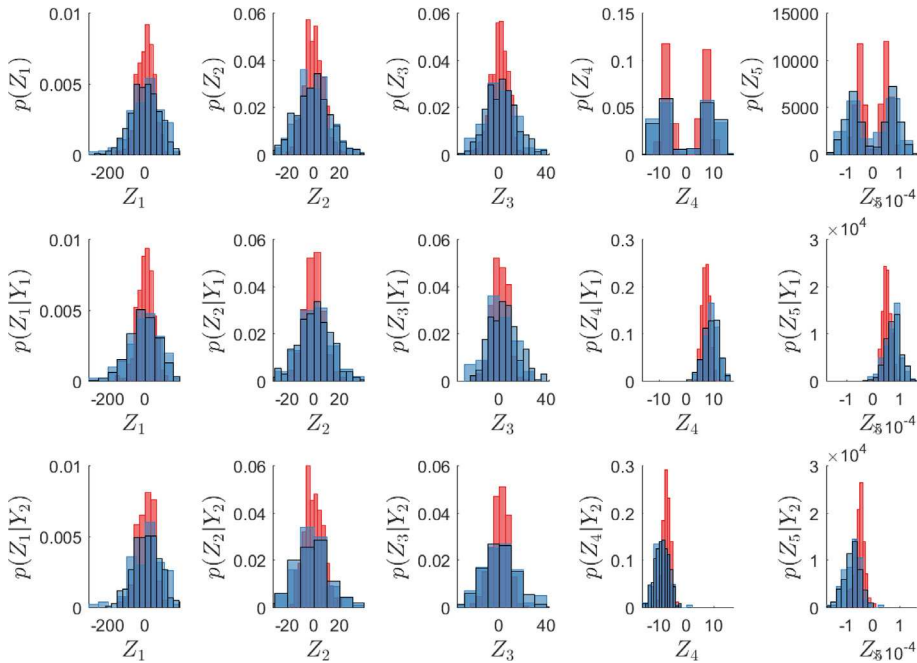 0.01 0.06 0.06 0.15 15000
0.005 0.04 0.04 0.1 10000
0.02 0.02 0.05 5000
0 0 0 0 0
p(Z1) p(Z2) p(Z3) p(Z4) p(Z5)
-200 0 -20 0 20 0 40 -10 0 10 -1 0 1
Z1 Z2 Z3 Z4 Z5 10-4
×10⁴
0.01 0.06 0.06 0.3 3
0.005 0.04 0.04 0.2 2
0.02 0.02 0.1 1
0 0 0 0 0
p(Z1|Y1) p(Z2|Y1) p(Z3|Y1) p(Z4|Y1) p(Z5|Y1)
-200 0 -20 0 20 0 40 -10 0 10 -1 0 1
Z1 Z2 Z3 Z4 Z5 10-4
×10⁴
0.01 0.06 0.06 0.3 3
0.005 0.04 0.04 0.2 2
0.02 0.02 0.1 1
0 0 0 0 0
p(Z1|Y2) p(Z2|Y2) p(Z3|Y2) p(Z4|Y2) p(Z5|Y2)
-200 0 -20 0 20 0 40 -10 0 10 -1 0 1
Z1 Z2 Z3 Z4 Z5 10-4